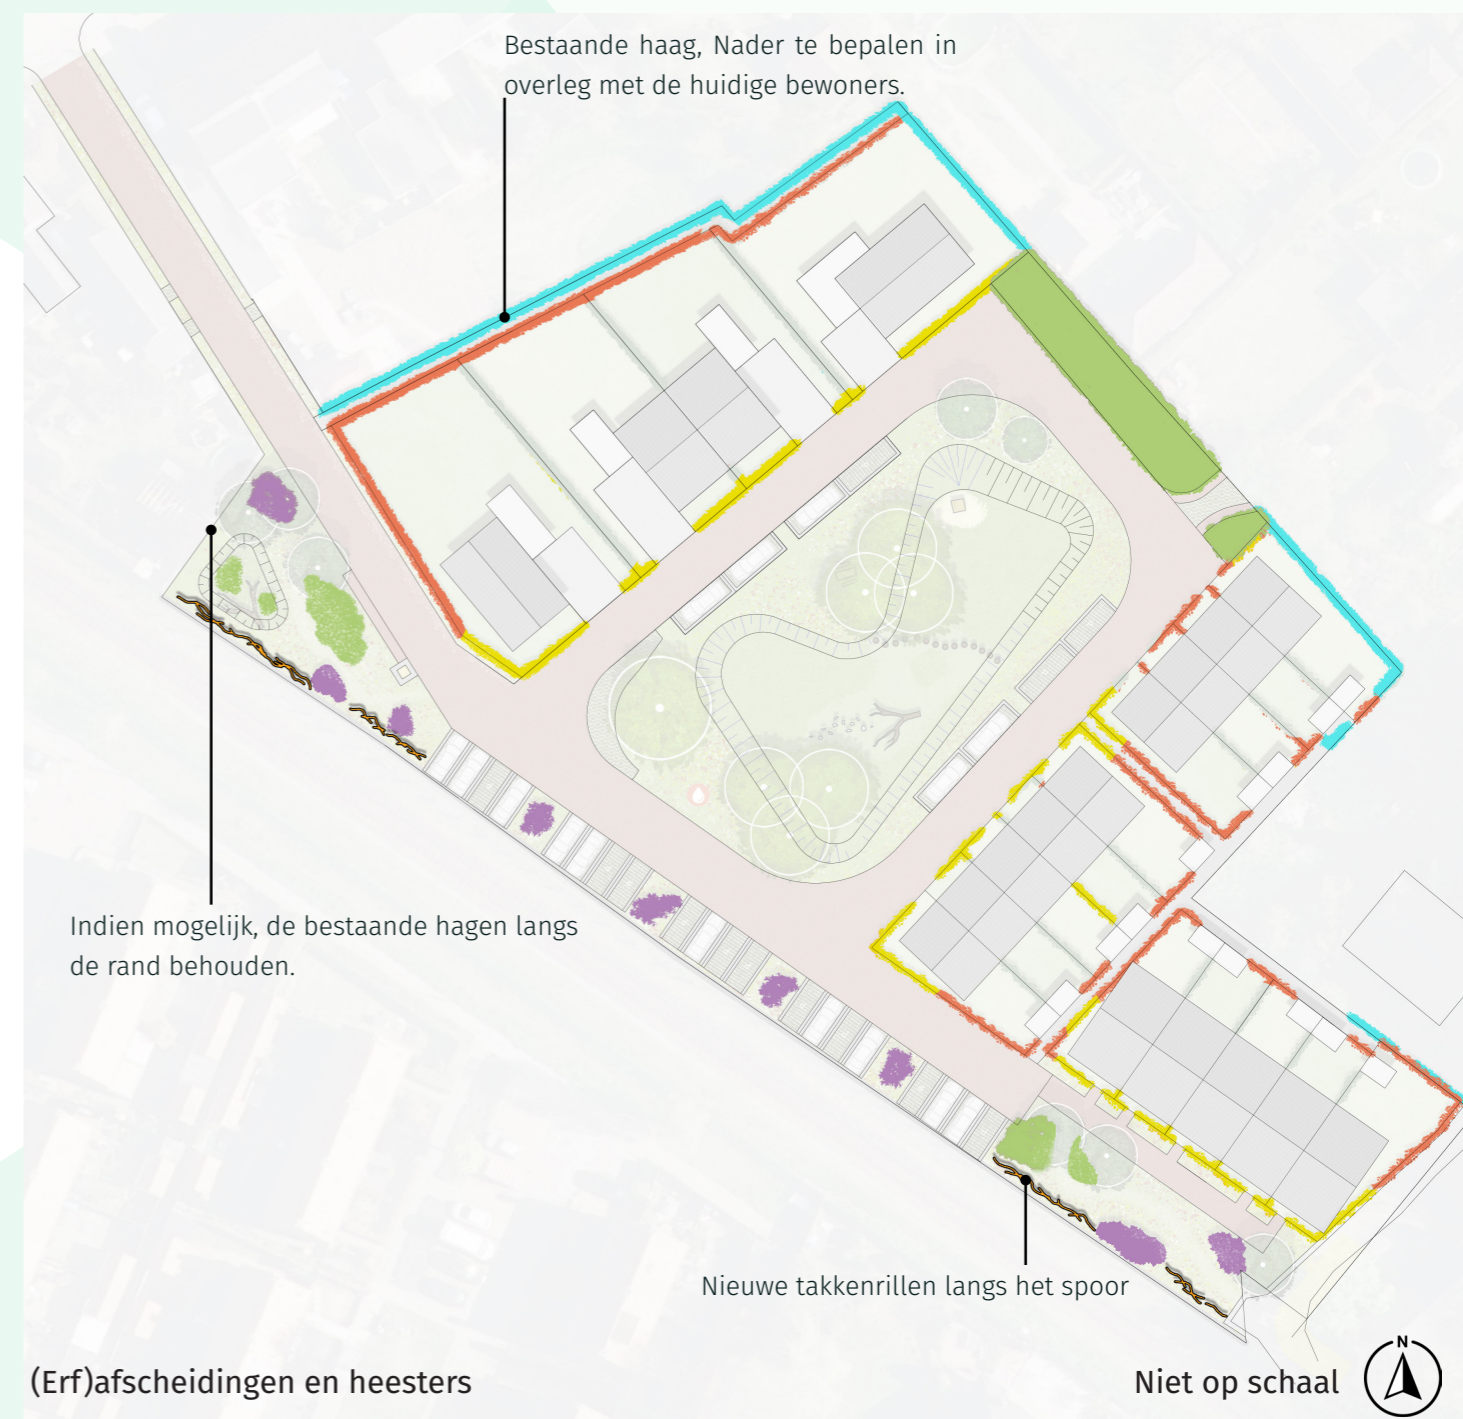 Bestaande haag, Nader te bepalen in
overleg met de huidige bewoners.
Indien mogelijk, de bestaande hagen langs
de rand behouden.
Nieuwe takkenrillen langs het spoor
(Erf)afscheidingen en heesters
Niet op schaal
N